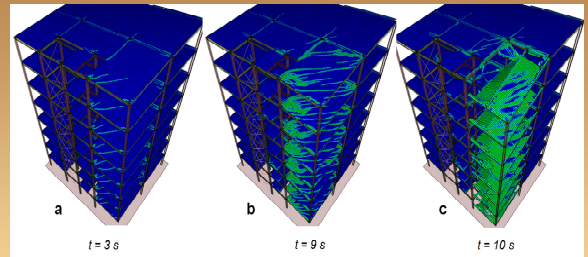 a
b
c
t = 3 s
t = 9 s
t = 10 s